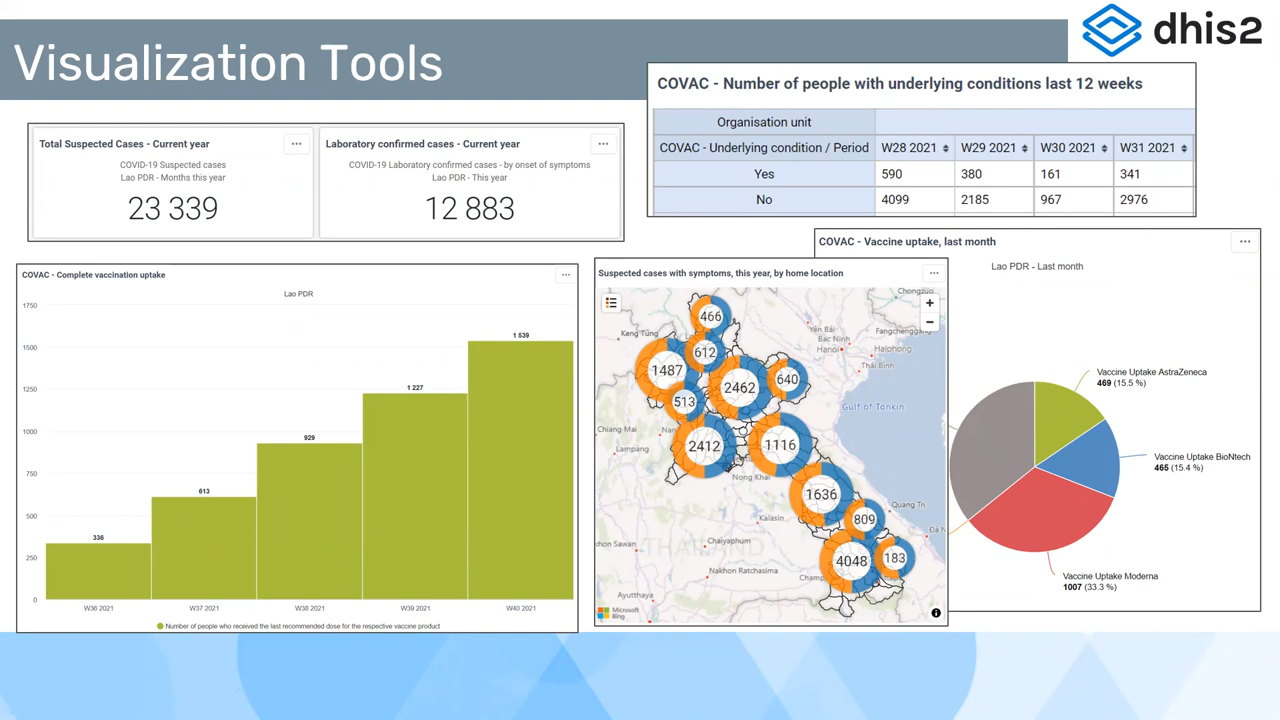 Visualization Tools
dhis2
Total Suspected Cases - Current year
COVID-19 Suspected cases
Lao PDR - Months this year
23 339
Laboratory confirmed cases - Current year
COVID-19 Laboratory confirmed cases - by onset of symptoms
Lao PDR - This year
12 883
COVAC - Number of people with underlying conditions last 12 weeks
Organisation unit
COVAC - Underlying condition / Period W28 2021 W29 2021 W30 2021 W31 2021
Yes 590 380 161 341
No 4099 2185 967 2976
COVAC - Complete vaccination uptake
Lao PDR
1750
1500
1250
1000
750
500
250
0
336
613
929
1 227
1 539
W36 2021 W37 2021 W38 2021 W39 2021 W40 2021
Number of people who received the last recommended dose for the respective vaccine product
Suspected cases with symptoms, this year, by home location
+
−
466
612
1487
2462
640
513
2412
1116
1636
809
4048
183
Chongzuo
Keng Tung
Yên Bái
Bac Ninh
Hanoi
Fangchenggang
Haiphong
Thái Bình
Gulf of Tonkin
Chiang Mai
Lampang
Nong Khai
Kalasin
Quang Tri
Chaiyaphum
THAILAND
Nakhon Ratchasima
Ayutthaya
Microsoft
Bing
COVAC - Vaccine uptake, last month
Lao PDR - Last month
Vaccine Uptake AstraZeneca
469 (15.5 %)
Vaccine Uptake BioNtech
465 (15.4 %)
Vaccine Uptake Moderna
1007 (33.3 %)